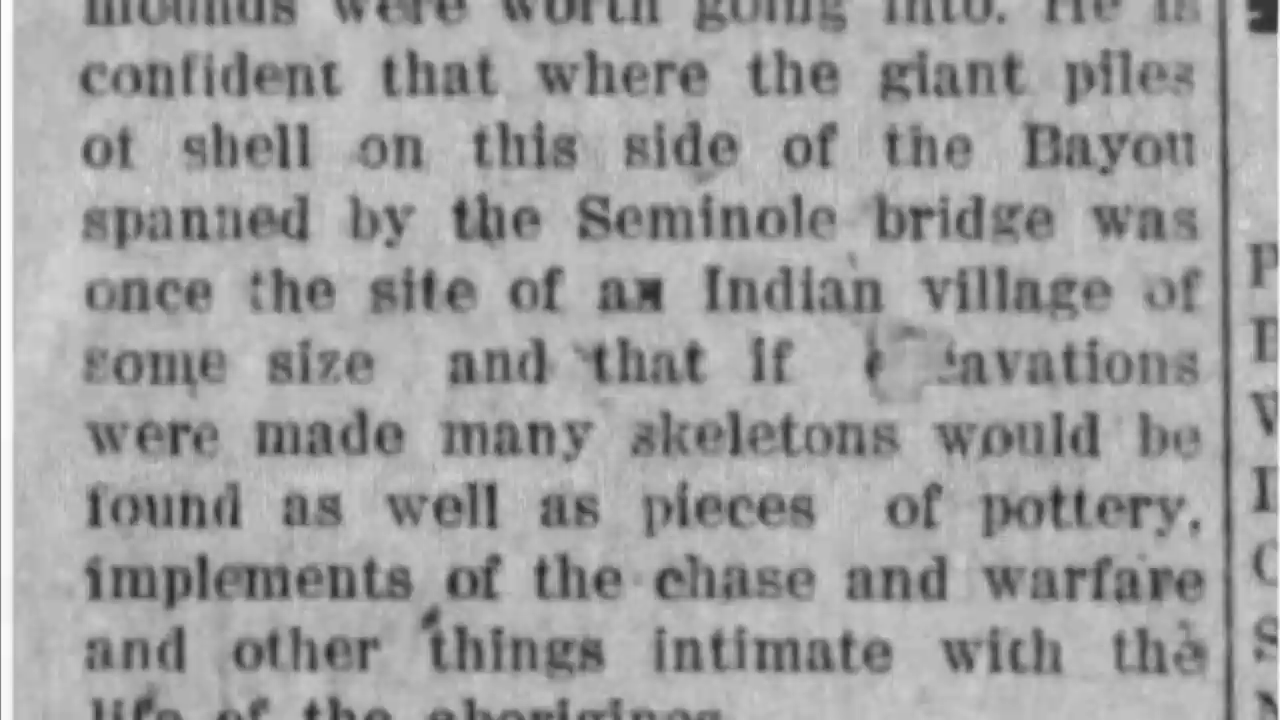 mounds were worth going into. He is
confident that where the giant piles
of shell on this side of the Bayou
spanned by the Seminole bridge was
once the site of an Indian village of
some size and that if avations
were made many skeletons would be
found as well as pieces of pottery,
implements of the chase and warfare
and other things intimate with the
life of the aborigines.